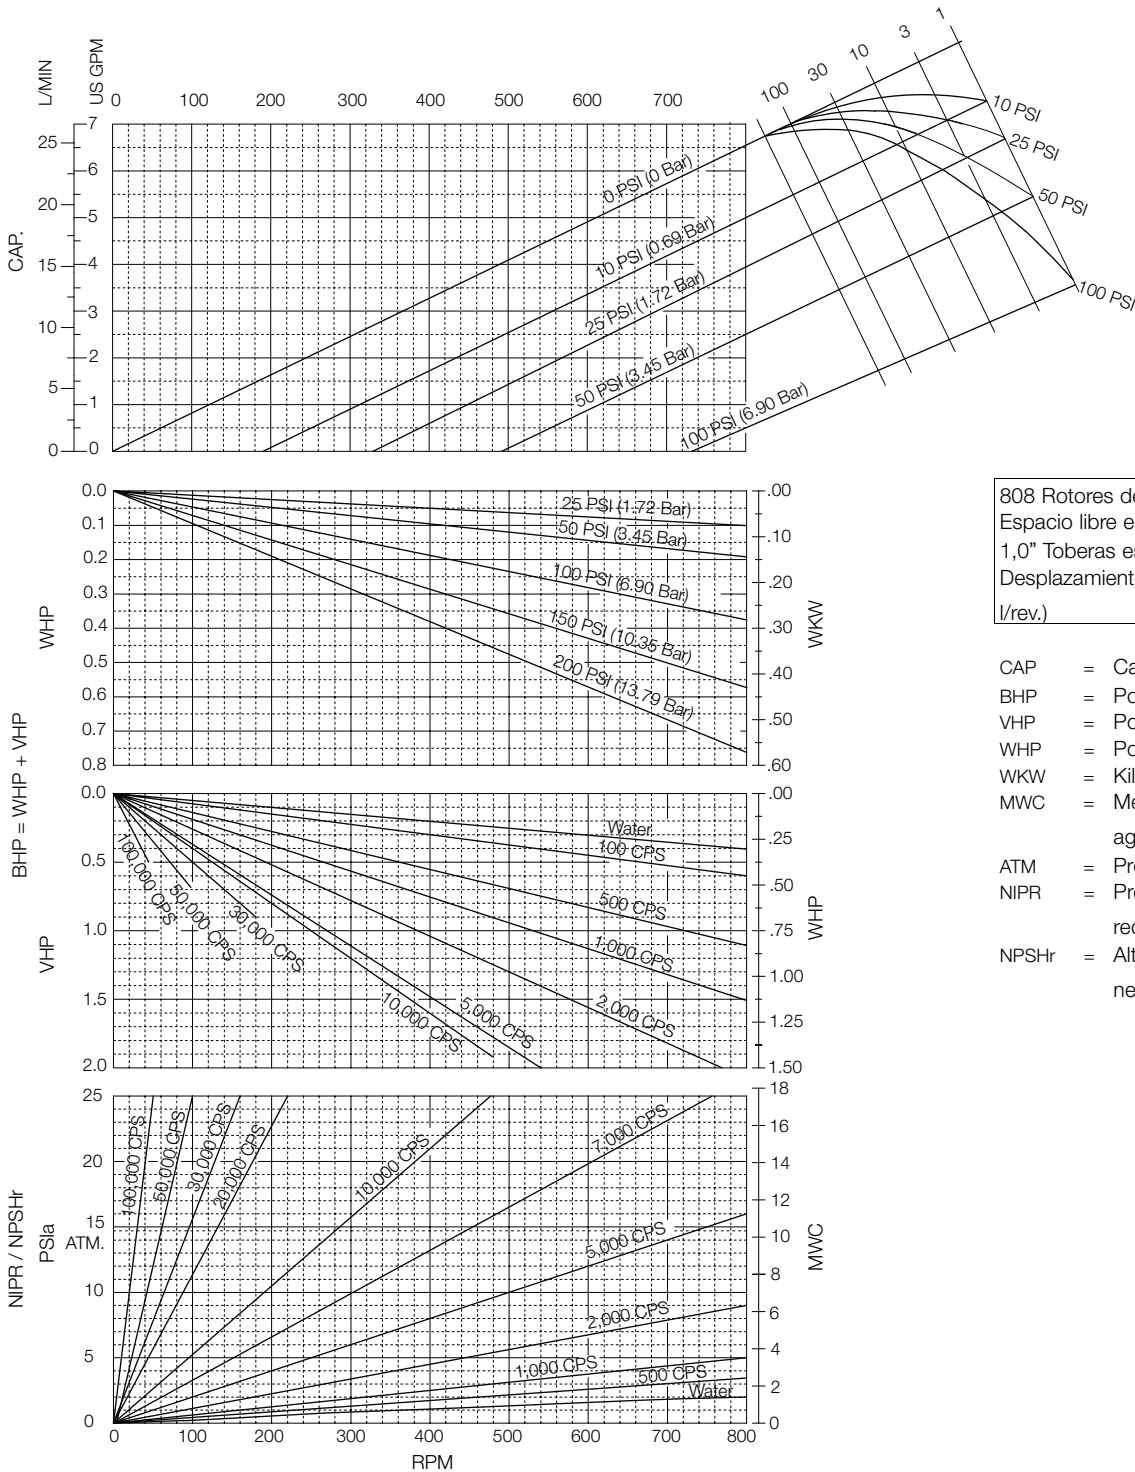 L/MIN
US GPM
0 100 200 300 400 500 600 700
100 30 10 3 1
CAP.
25
20
15
10
5
0
7
6
5
4
3
2
1
0
0 PSI (0 Bar)
10 PSI (0.69 Bar)
25 PSI (1.72 Bar)
50 PSI (3.45 Bar)
100 PSI (6.90 Bar)
10 PSI
25 PSI
50 PSI
100 PSI
BHP = WHP + VHP
WHP
0.0
0.1
0.2
0.3
0.4
0.5
0.6
0.7
0.8
25 PSI (1.72 Bar)
50 PSI (3.45 Bar)
100 PSI (6.90 Bar)
150 PSI (10.35 Bar)
200 PSI (13.79 Bar)
.00
.10
.20
.30
.40
.50
.60
WKW
VHP
0.0
0.5
1.0
1.5
2.0
Water
100 CPS
500 CPS
1,000 CPS
2,000 CPS
5,000 CPS
10,000 CPS
30,000 CPS
50,000 CPS
100,000 CPS
.00
.25
.50
.75
1.00
1.25
1.50
WHP
NIPR / NPSHr
PSIa
25
20
15
ATM.
10
5
0
100,000 CPS
50,000 CPS
30,000 CPS
20,000 CPS
10,000 CPS
7,000 CPS
5,000 CPS
2,000 CPS
1,000 CPS
500 CPS
Water
18
16
14
12
10
8
6
4
2
0
MWC
0 100 200 300 400 500 600 700 800
RPM
808 Rotores de
Espacio libre e
1,0” Toberas es
Desplazamient
l/rev.)
CAP = Ca
BHP = Po
VHP = Po
WHP = Po
WKW = Kil
MWC = Me
ag
ATM = Pre
NIPR = Pre
rec
NPSHr = Alt
ne